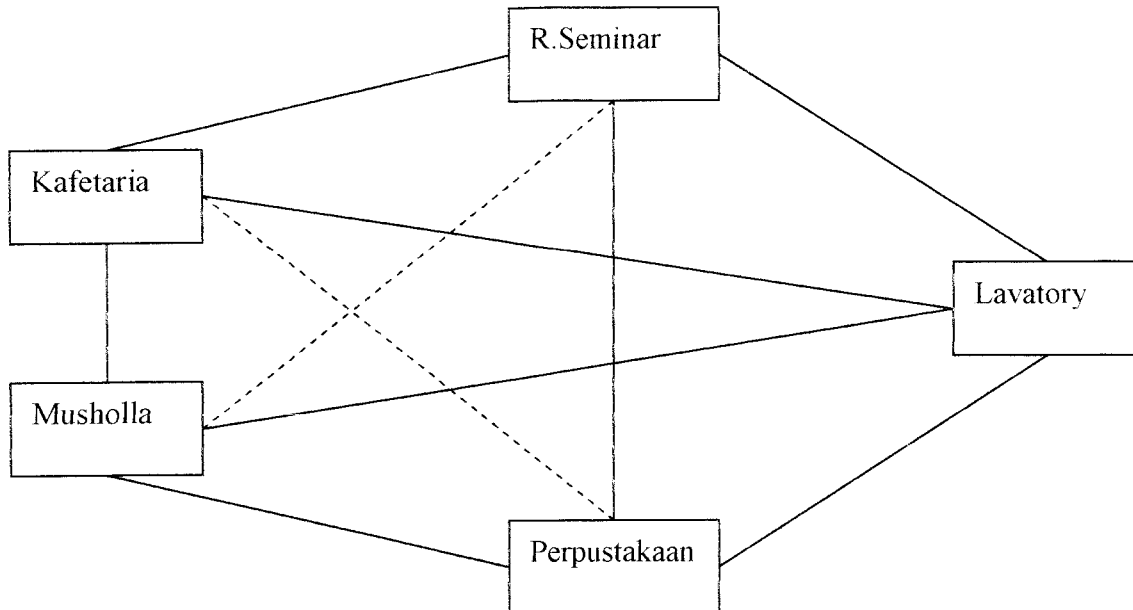 R.Seminar
Kafetaria
Lavatory
Musholla
Perpustakaan